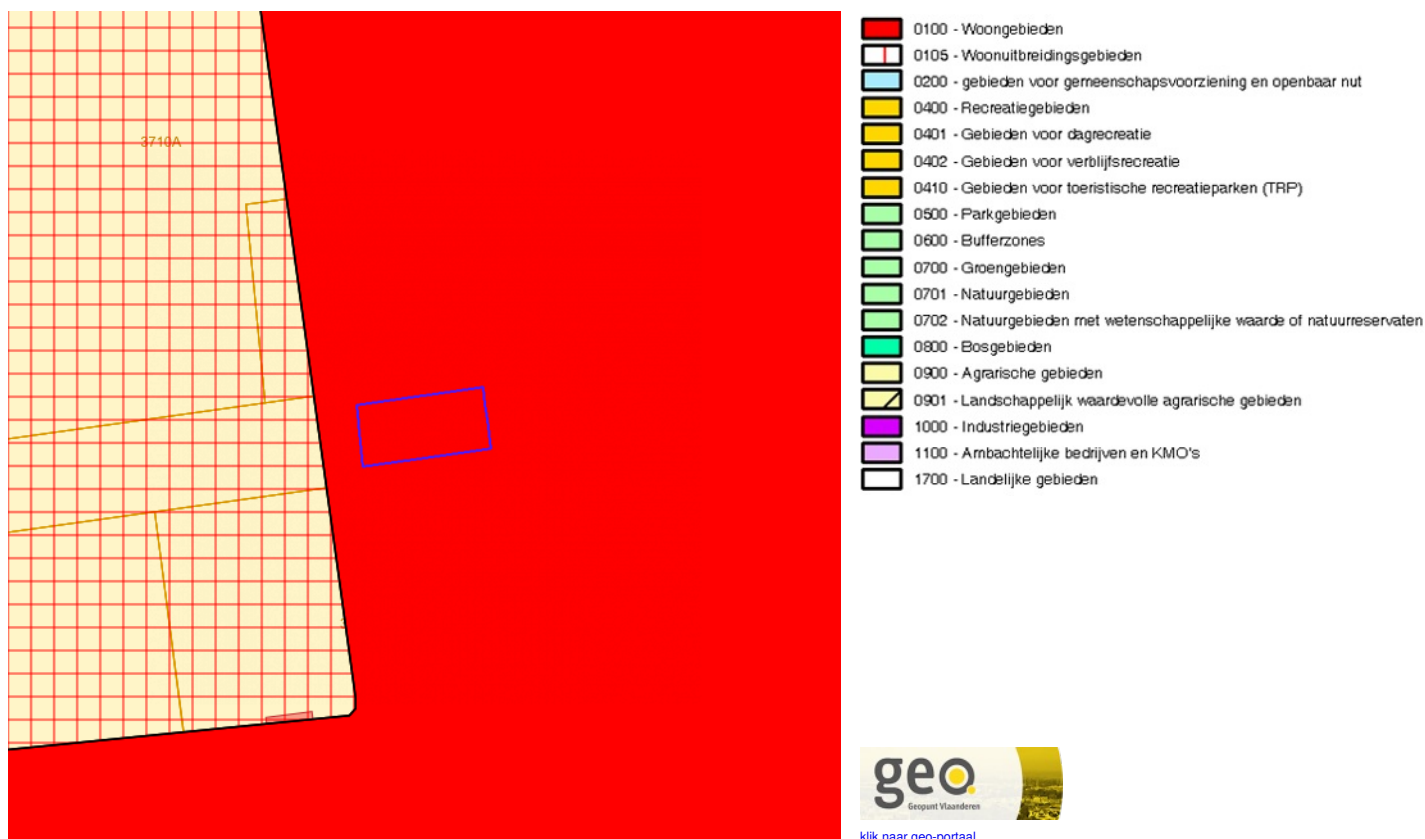 3710A
0100 - Woongebieden
0105 - Woonuitbreidingsgebieden
0200 - gebieden voor gemeenschapsvoorziening en openbaar nut
0400 - Recreatiegebieden
0401 - Gebieden voor dagrecreatie
0402 - Gebieden voor verblijfsrecreatie
0410 - Gebieden voor toeristische recreatieparken (TRP)
0500 - Parkgebieden
0600 - Bufferzones
0700 - Groengebieden
0701 - Natuurgebieden
0702 - Natuurgebieden met wetenschappelijke waarde of natuurreservaten
0800 - Bosgebieden
0900 - Agrarische gebieden
0901 - Landschappelijk waardevolle agrarische gebieden
1000 - Industriegebieden
1100 - Ambachtelijke bedrijven en KMO's
1700 - Landelijke gebieden
geo
Geopunt Vlaanderen
klik naar geo-portaal